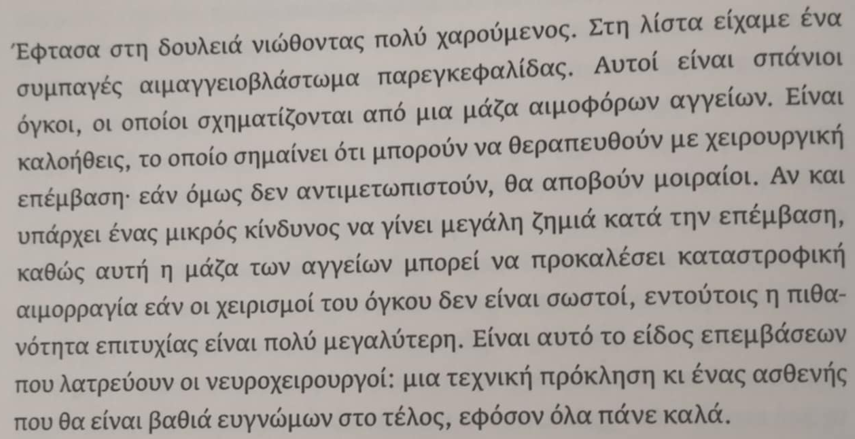 Έφτασα στη δουλειά νιώθοντας πολύ χαρούμενος. Στη λίστα είχαμε ένα
συμπαγές αιμαγγειοβλάστωμα παρεγκεφαλίδας. Αυτοί είναι σπάνιοι
όγκοι, οι οποίοι σχηματίζονται από μια μάζα αιμοφόρων αγγείων. Είναι
καλοήθεις, το οποίο σημαίνει ότι μπορούν να θεραπευθούν με χειρουργική
επέμβαση· εάν όμως δεν αντιμετωπιστούν, θα αποβούν μοιραίοι. Αν και
υπάρχει ένας μικρός κίνδυνος να γίνει μεγάλη ζημιά κατά την επέμβαση,
καθώς αυτή η μάζα των αγγείων μπορεί να προκαλέσει καταστροφική
αιμορραγία εάν οι χειρισμοί του όγκου δεν είναι σωστοί, εντούτοις η πιθα-
νότητα επιτυχίας είναι πολύ μεγαλύτερη. Είναι αυτό το είδος επεμβάσεων
που λατρεύουν οι νευροχειρουργοί: μια τεχνική πρόκληση κι ένας ασθενής
που θα είναι βαθιά ευγνώμων στο τέλος, εφόσον όλα πάνε καλά.